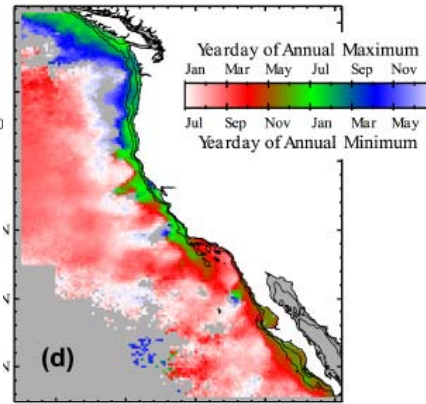 Yearday of Annual Maximum
Jan Mar May Jul Sep Nov
Jul Sep Nov Jan Mar May
Yearday of Annual Minimum
(d)